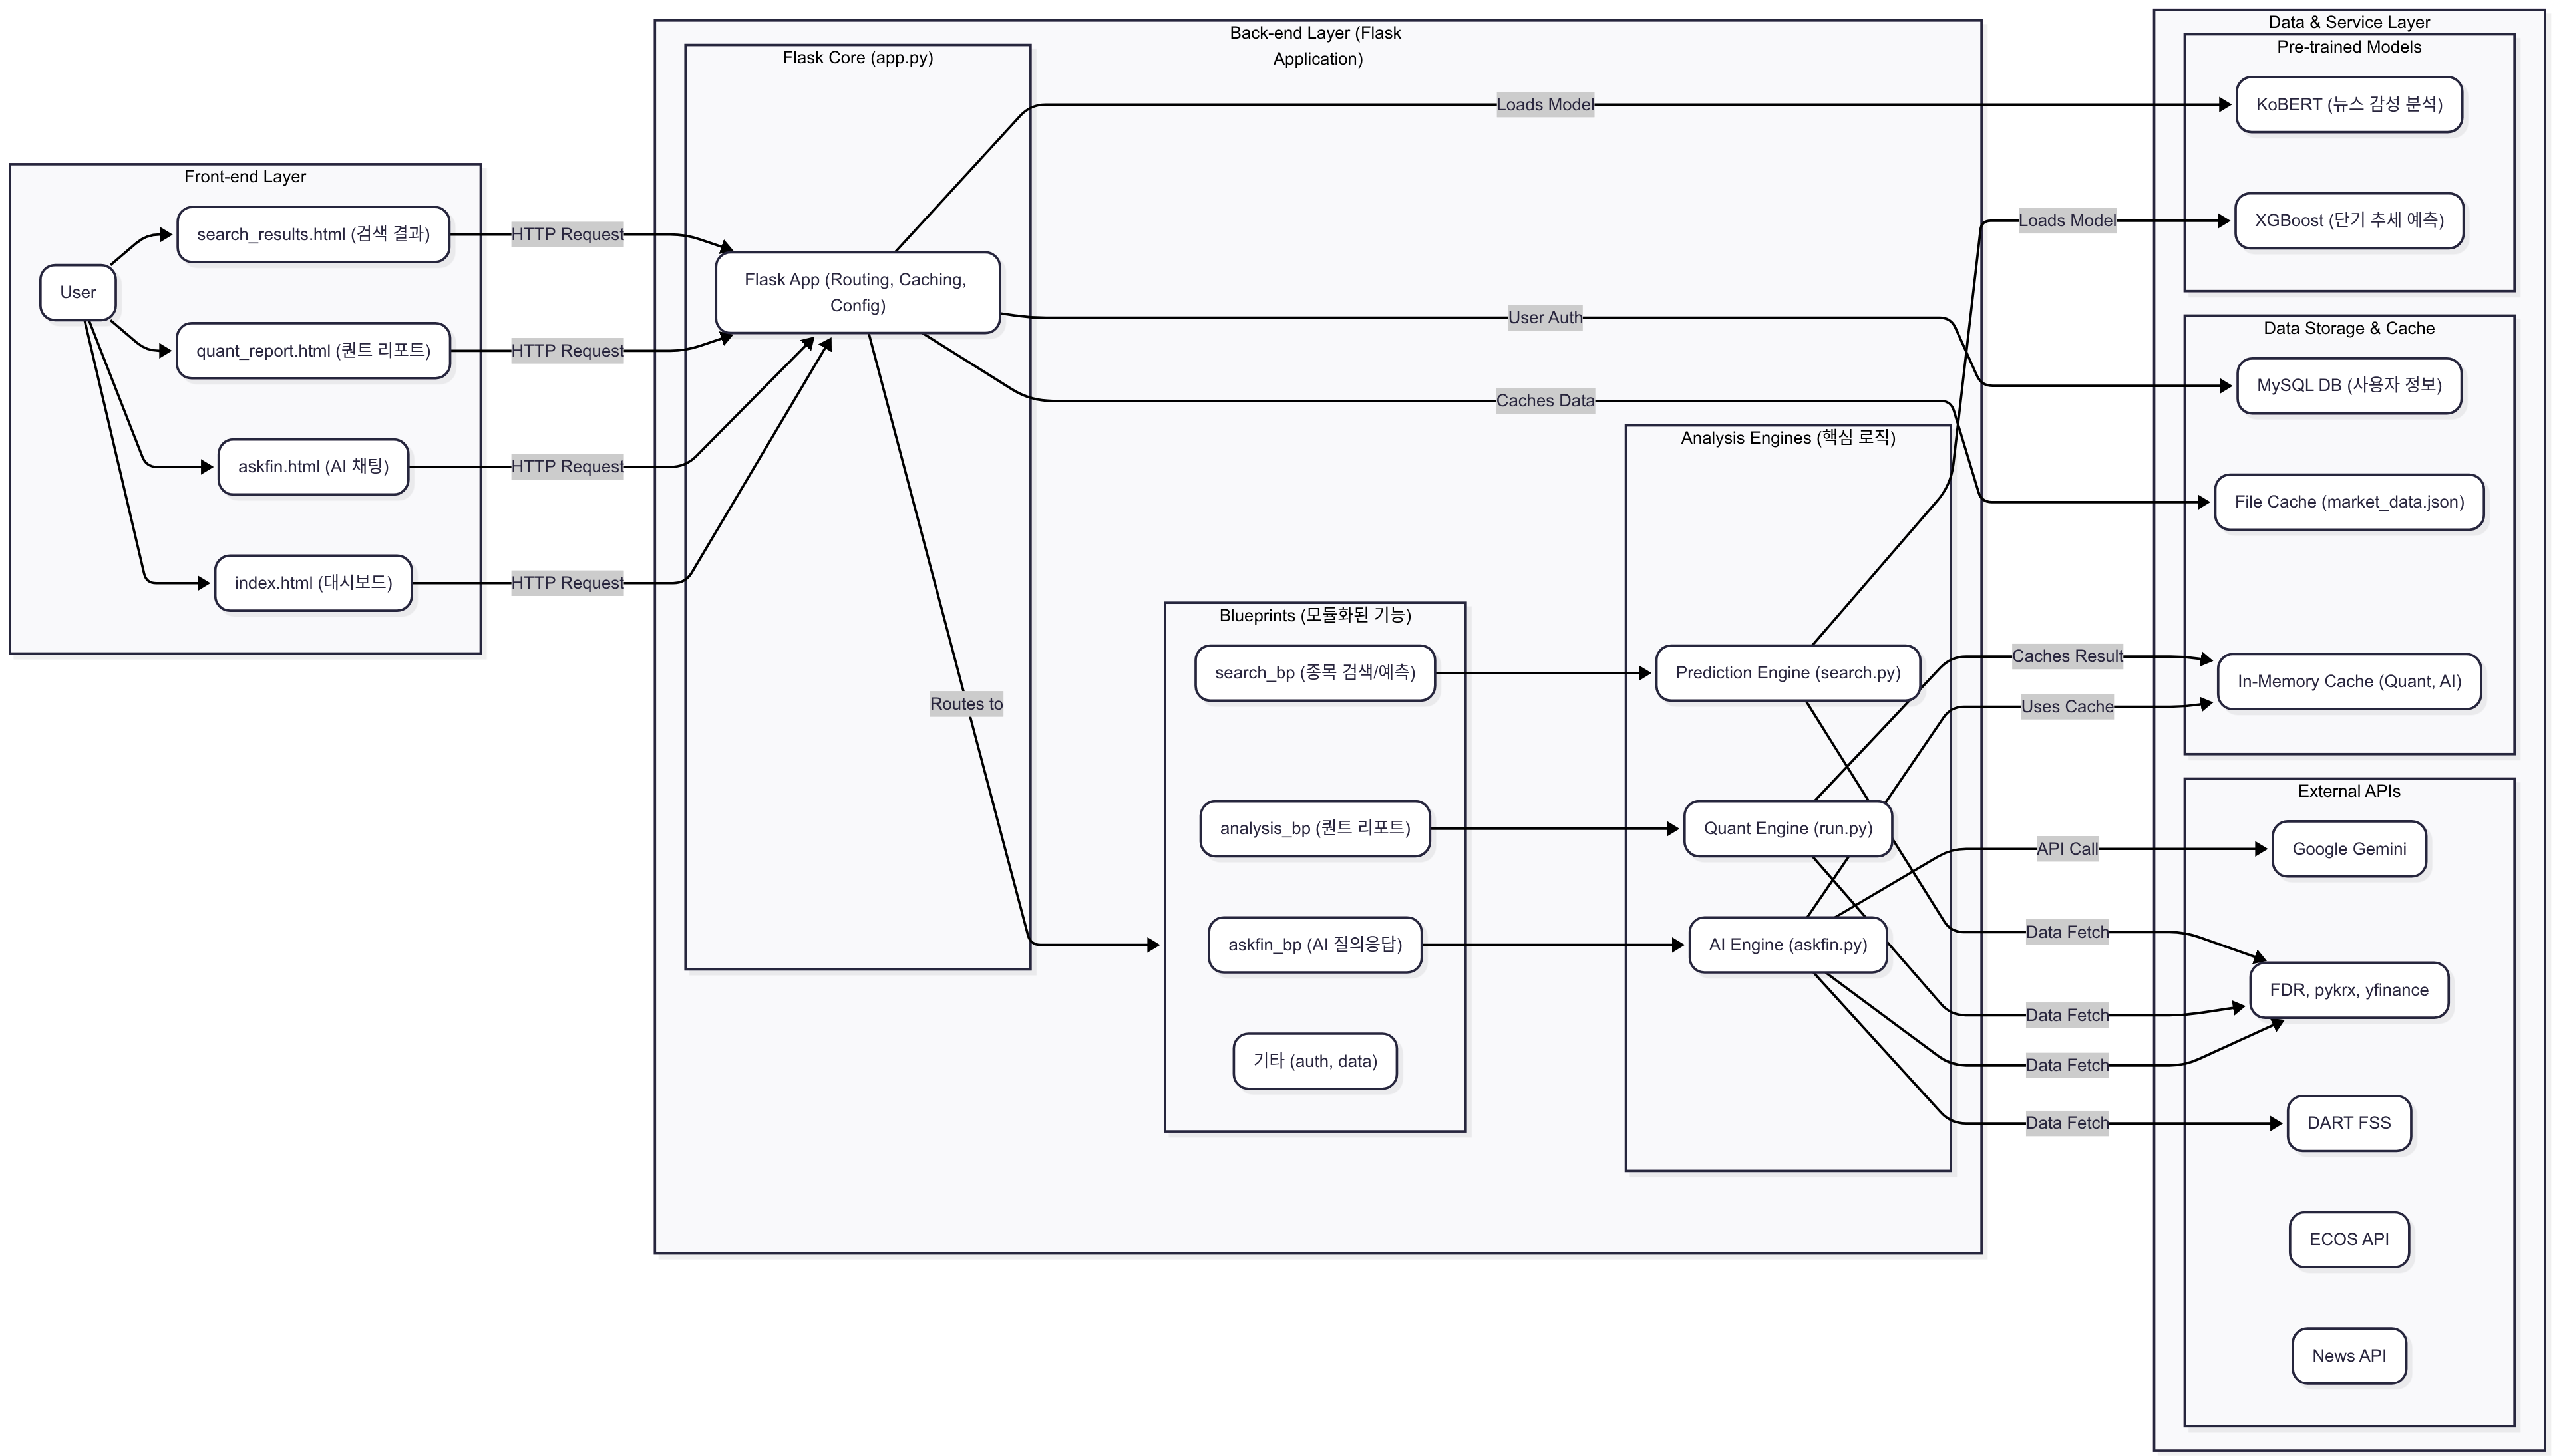 Front-end Layer
User
search_results.html (검색 결과)
quant_report.html (퀀트 리포트)
askfin.html (AI 채팅)
index.html (대시보드)
HTTP Request
HTTP Request
HTTP Request
HTTP Request
Back-end Layer (Flask
Application)
Flask Core (app.py)
Flask App (Routing, Caching,
Config)
Routes to
Loads Model
User Auth
Caches Data
Blueprints (모듈화된 기능)
search_bp (종목 검색/예측)
analysis_bp (퀀트 리포트)
askfin_bp (AI 질의응답)
기타 (auth, data)
Analysis Engines (핵심 로직)
Prediction Engine (search.py)
Quant Engine (run.py)
AI Engine (askfin.py)
Loads Model
Caches Result
Uses Cache
API Call
Data Fetch
Data Fetch
Data Fetch
Data Fetch
Data & Service Layer
Pre-trained Models
KoBERT (뉴스 감성 분석)
XGBoost (단기 추세 예측)
Data Storage & Cache
MySQL DB (사용자 정보)
File Cache (market_data.json)
In-Memory Cache (Quant, AI)
External APIs
Google Gemini
FDR, pykrx, yfinance
DART FSS
ECOS API
News API